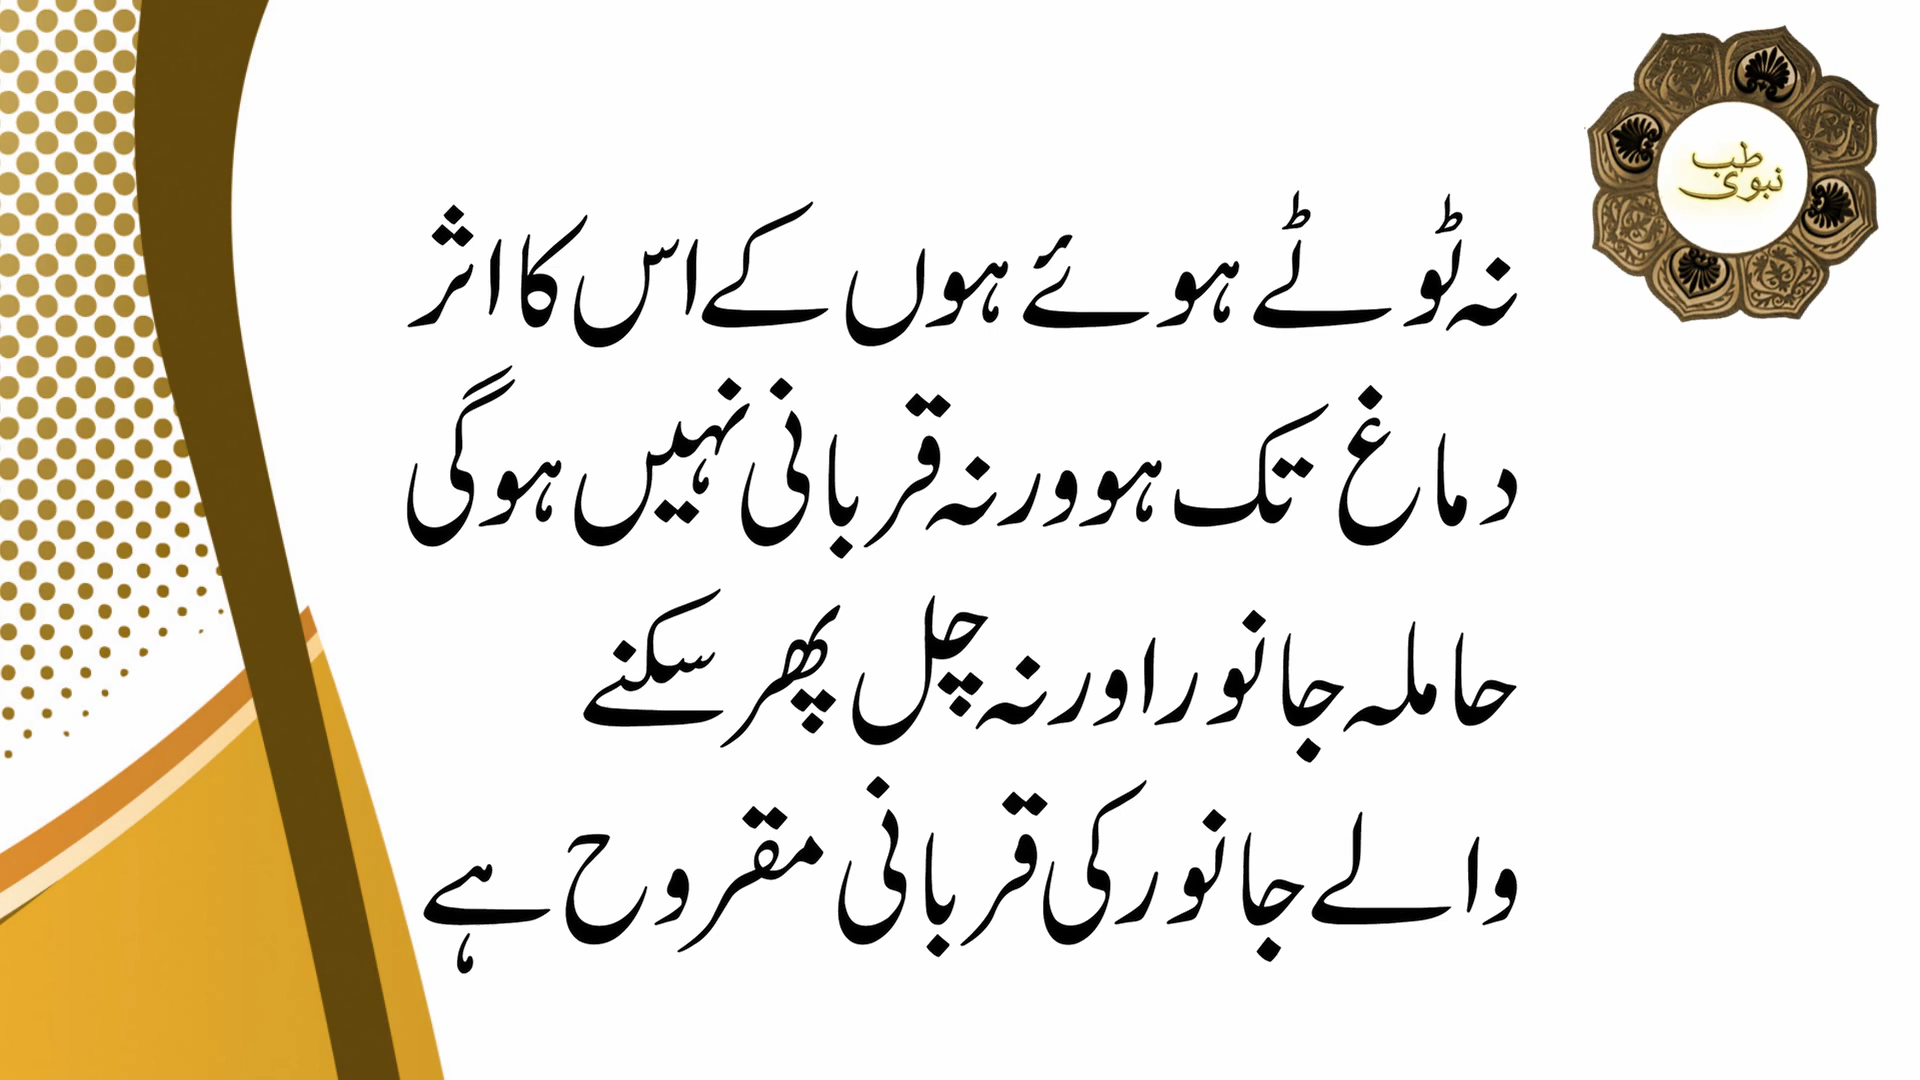 طب
نبوی
نہ ٹوٹے ہوئے ہوں کے اس کا اثر
دماغ تک ہو ورنہ قربانی نہیں ہوگی
حاملہ جانور اور نہ چل پھر سکنے
والے جانور کی قربانی مقروح ہے